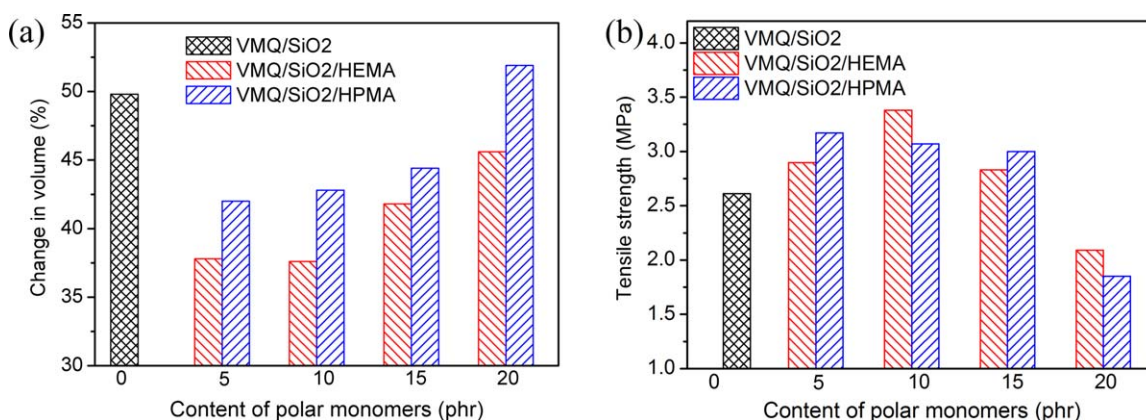 (a)
55
50
45
40
35
30
Change in volume (%)
VMQ/SiO2
VMQ/SiO2/HEMA
VMQ/SiO2/HPMA
0 5 10 15 20
Content of polar monomers (phr)
(b)
4.0
3.5
3.0
2.5
2.0
1.5
1.0
Tensile strength (MPa)
VMQ/SiO2
VMQ/SiO2/HEMA
VMQ/SiO2/HPMA
0 5 10 15 20
Content of polar monomers (phr)